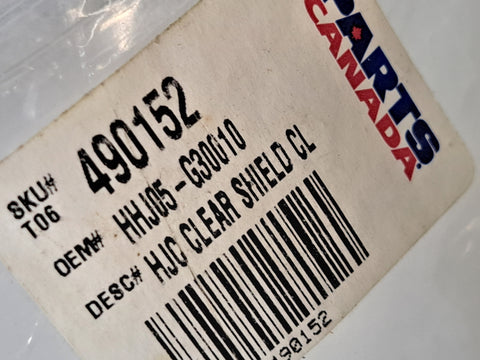 PARTS
CANADA
SKU# 490152
T06
OEM# HHJ05-G30010
DESC# HJC CLEAR SHIELD CL
490152